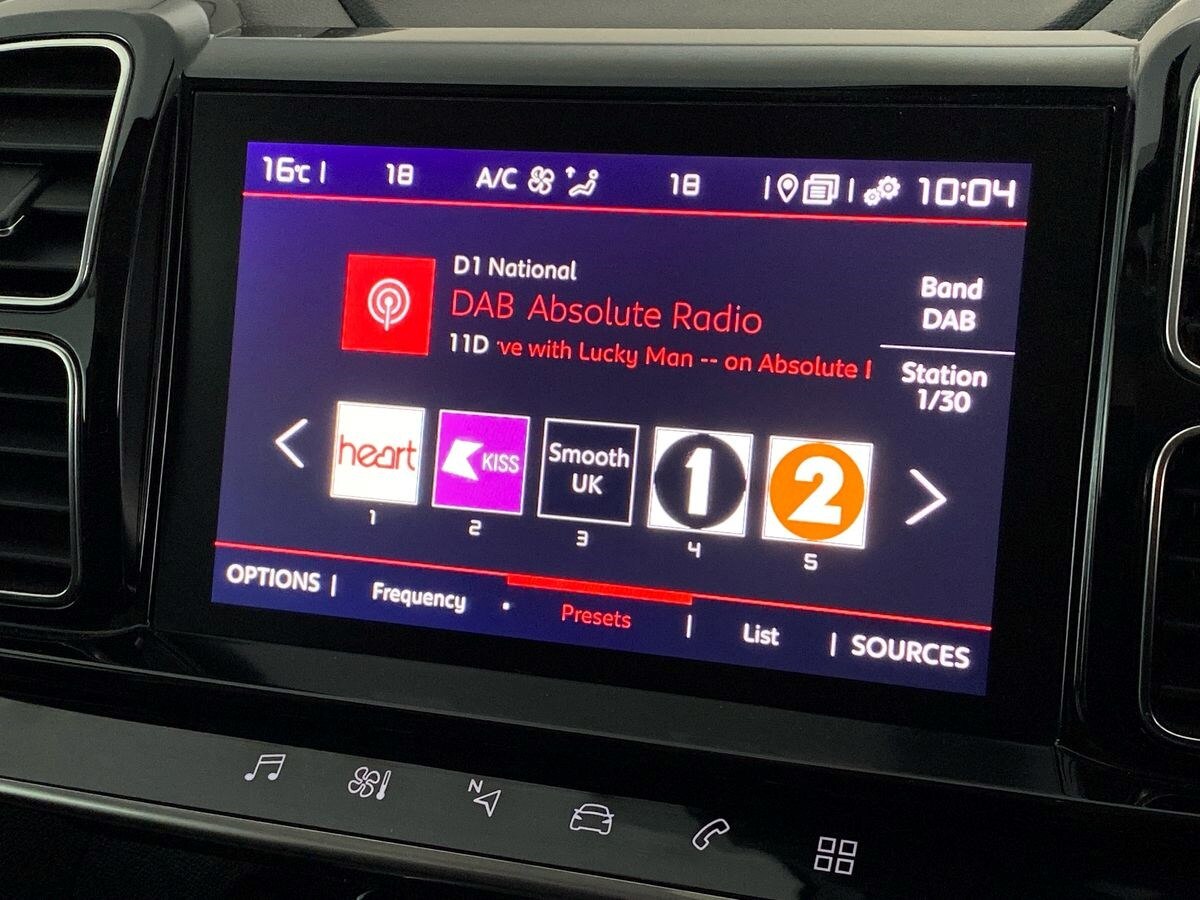 16°C | 18 A/C 18 | | 10:04
D1 National
DAB Absolute Radio
11D 've with Lucky Man -- on Absolute
Band
DAB
Station
1/30
heart
KISS
Smooth
UK
1
2
1 2 3 4 5
OPTIONS | Frequency • Presets | List | SOURCES
N